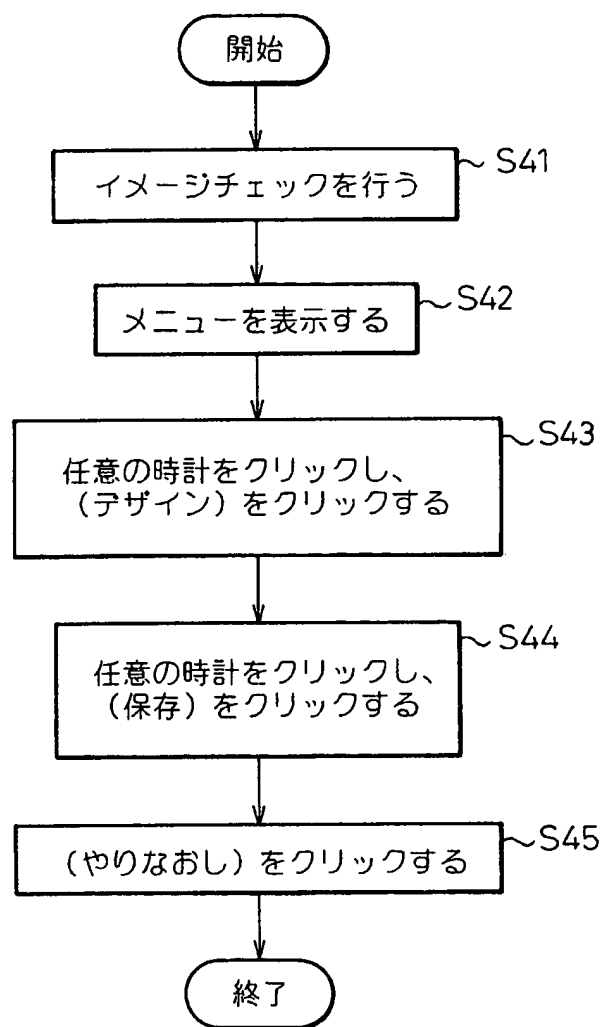 開始
イメージチェックを行う
S41
メニューを表示する
S42
任意の時計をクリックし、
(デザイン)をクリックする
S43
任意の時計をクリックし、
(保存)をクリックする
S44
(やりなおし)をクリックする
S45
終了